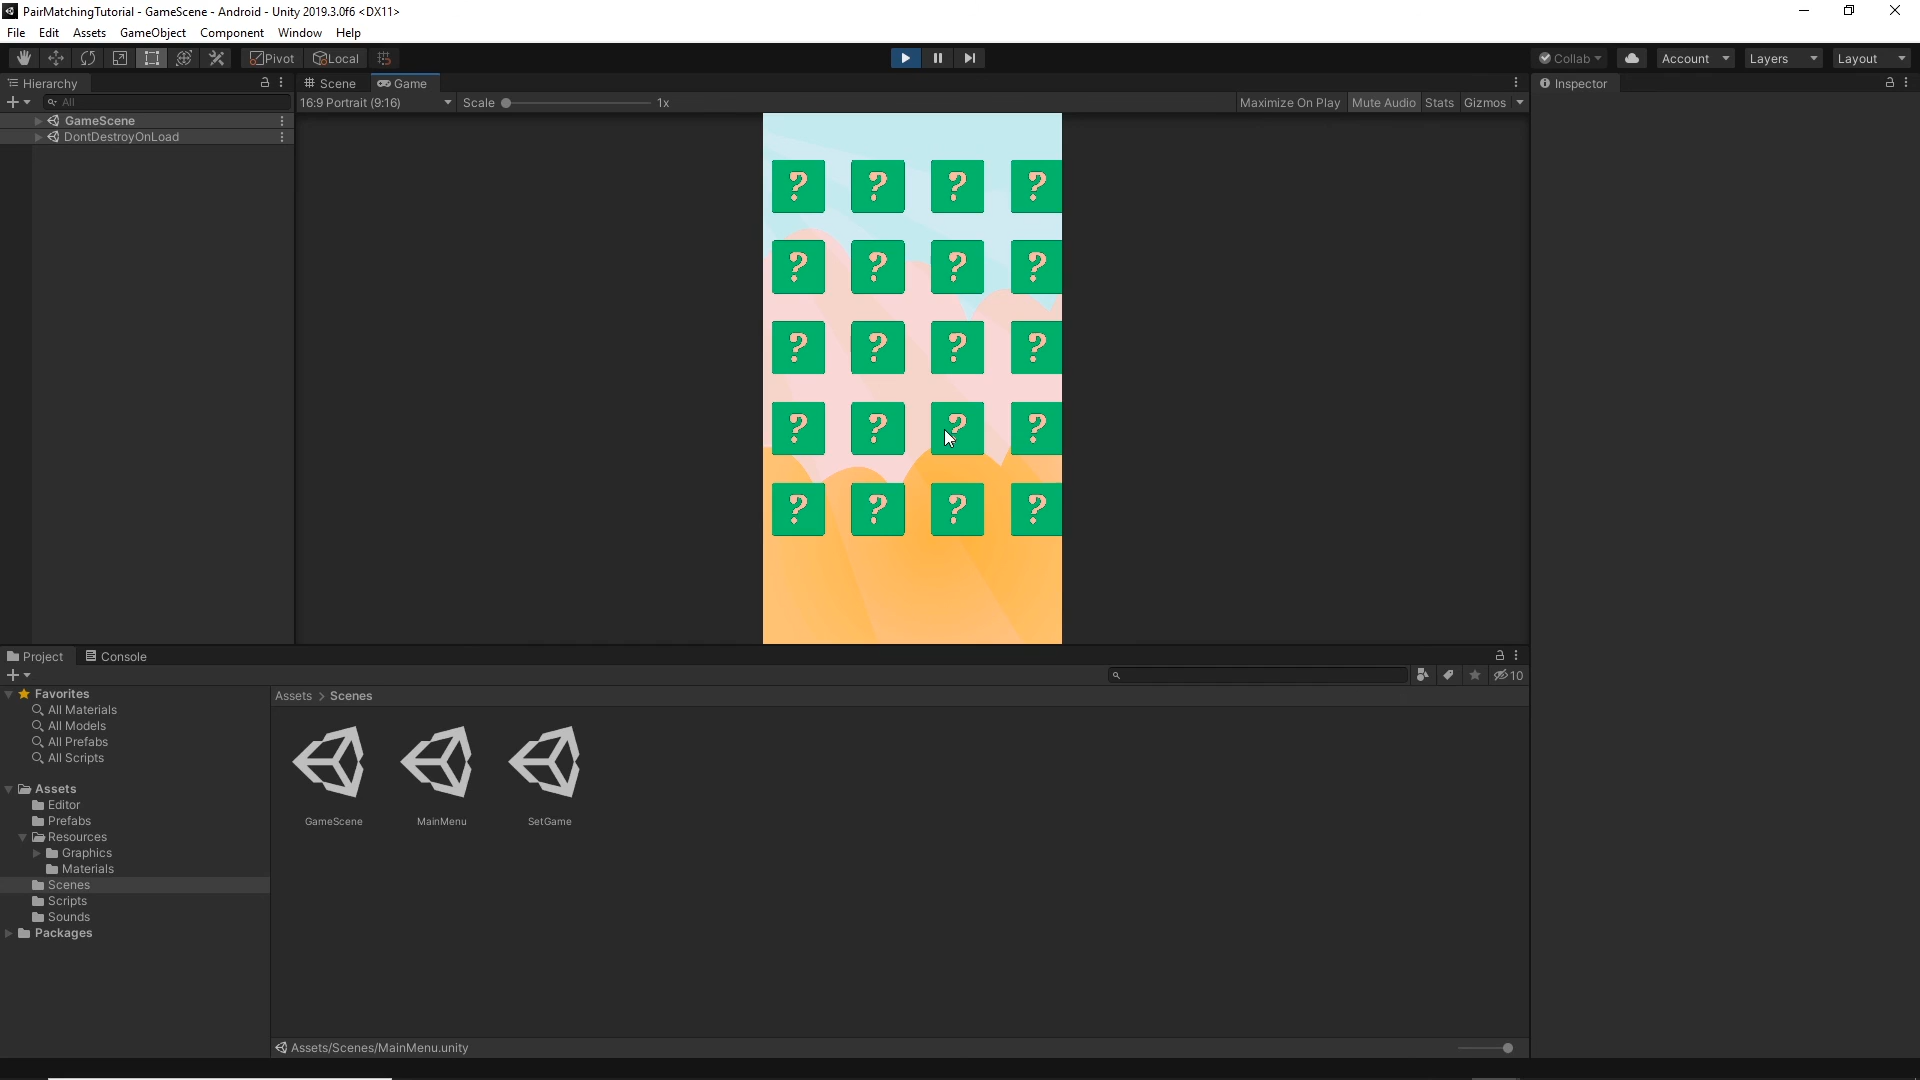 PairMatchingTutorial - GameScene - Android - Unity 2019.3.0f6 <DX11>
File Edit Assets GameObject Component Window Help
Pivot Local Collab Account Layers Layout
Hierarchy Scene Game Inspector
All 16:9 Portrait (9:16) Scale 1x Maximize On Play Mute Audio Stats Gizmos
GameScene
DontDestroyOnLoad
? ? ? ?
? ? ? ?
? ? ? ?
? ? ? ?
? ? ? ?
Project Console
10
Favorites
All Materials
All Models
All Prefabs
All Scripts
Assets
Editor
Prefabs
Resources
Graphics
Materials
Scenes
Scripts
Sounds
Packages
Assets > Scenes
GameScene MainMenu SetGame
Assets/Scenes/MainMenu.unity